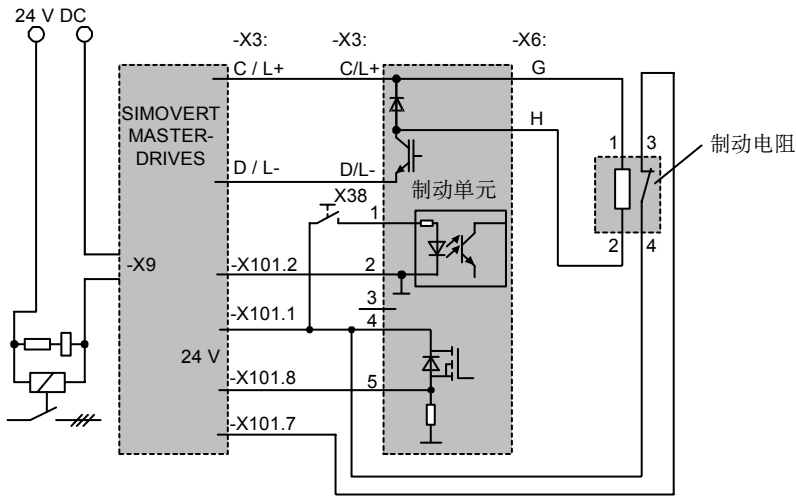 24 V DC
-X3:
-X3:
-X6:
C / L+
C/L+
G
SIMOVERT
MASTER-
DRIVES
H
1
3
制动电阻
D / L-
D/L-
制动单元
X38
1
2
4
-X9
-X101.2
2
3
-X101.1
4
24 V
-X101.8
5
-X101.7